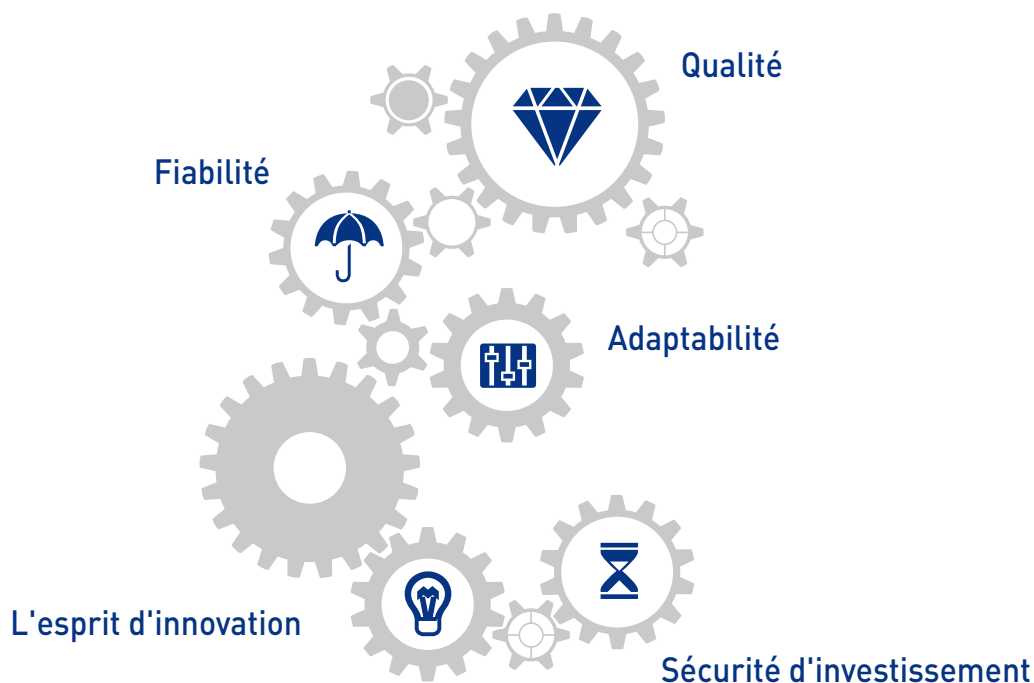 Qualité
Fiabilité
Adaptabilité
L'esprit d'innovation
Sécurité d'investissement